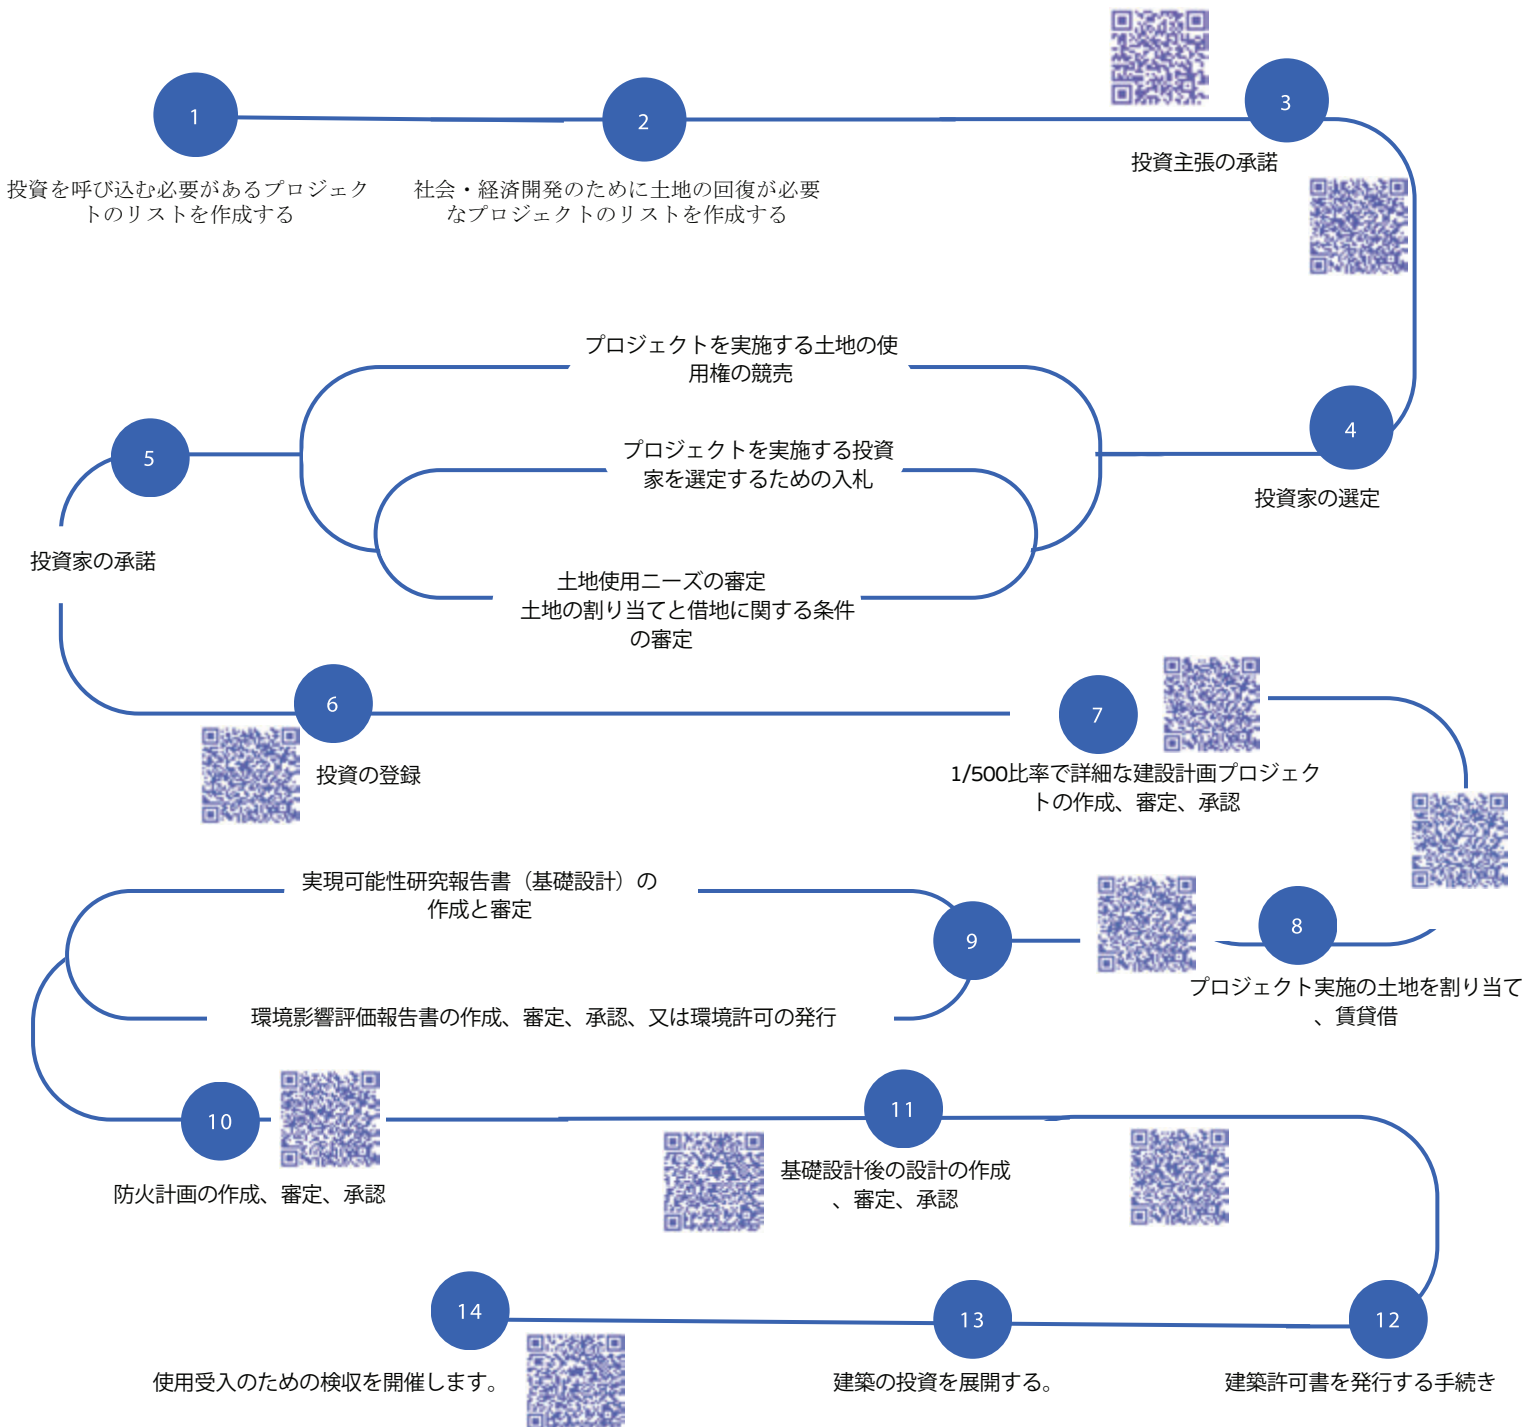 1
投資を呼び込む必要があるプロジェク
トのリストを作成する
2
社会・経済開発のために土地の回復が必要
なプロジェクトのリストを作成する
3
投資主張の承諾
4
投資家の選定
プロジェクトを実施する土地の使
用権の競売
プロジェクトを実施する投資
家を選定するための入札
土地使用ニーズの審定
土地の割り当てと借地に関する条件
の審定
5
投資家の承諾
6
投資の登録
7
1/500比率で詳細な建設計画プロジェク
トの作成、審定、承認
8
プロジェクト実施の土地を割り当て
、賃貸借
9
実現可能性研究報告書（基礎設計）の
作成と審定
環境影響評価報告書の作成、審定、承認、又は環境許可の発行
10
防火計画の作成、審定、承認
11
基礎設計後の設計の作成
、審定、承認
12
建築許可書を発行する手続き
13
建築の投資を展開する。
14
使用受入のための検収を開催します。